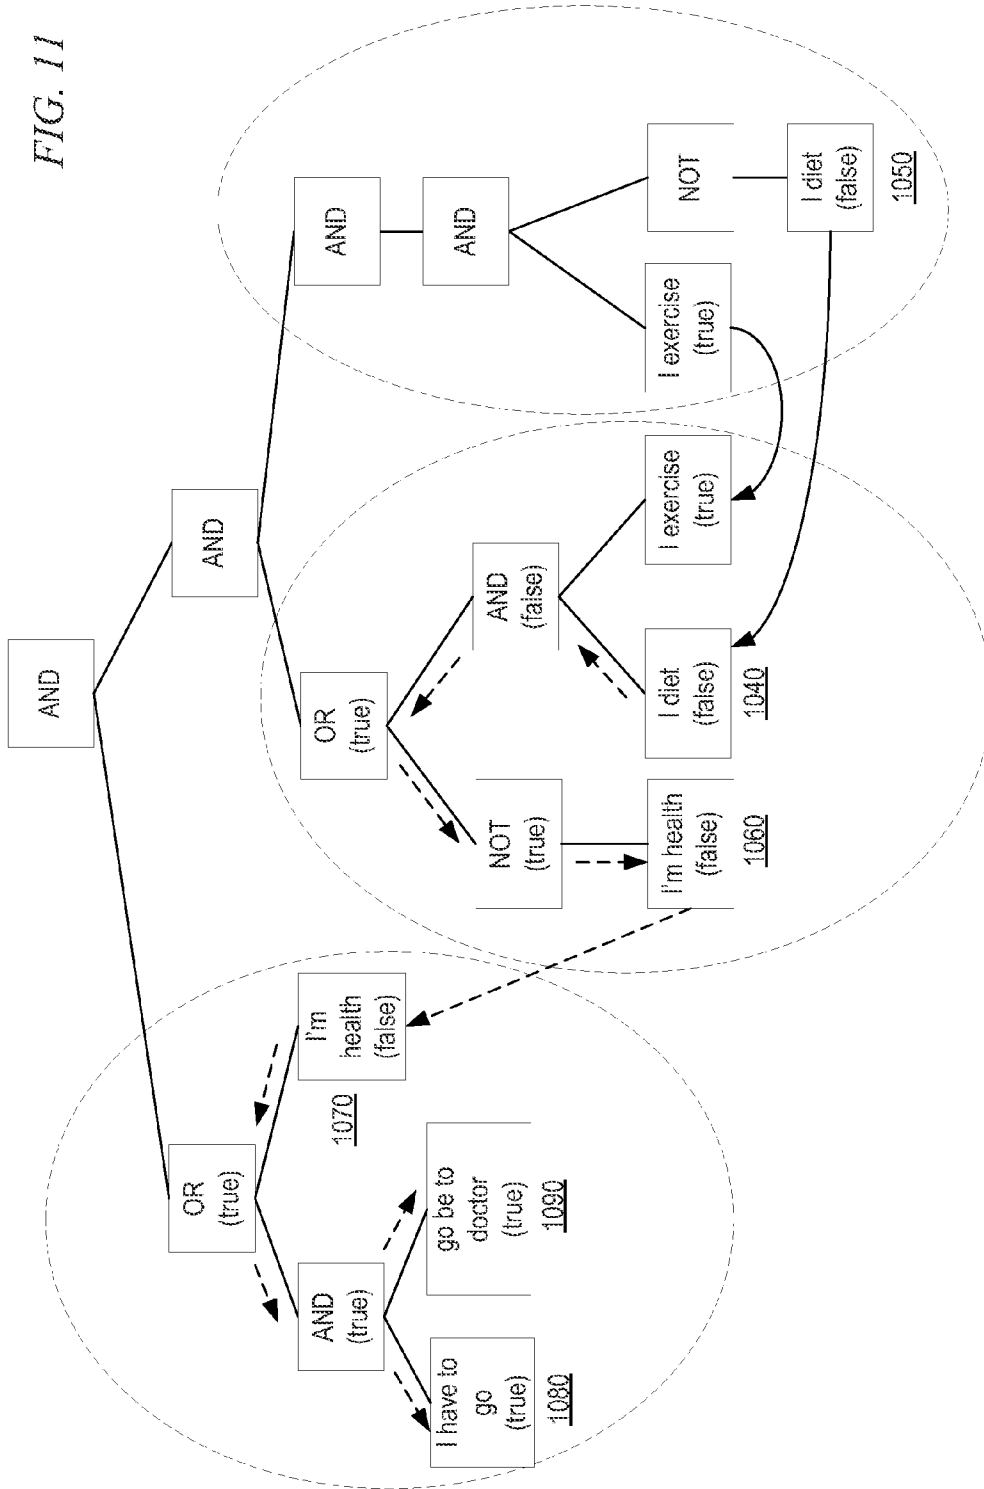 FIG. 11
AND
AND
OR
(true)
AND
OR
(true)
AND
(true)
I'm
health
(false)
1070
AND
NOT
(true)
AND
(false)
I have to
go
(true)
1080
go be to
doctor
(true)
1090
I'm health
(false)
1060
I diet
(false)
1040
I exercise
(true)
I exercise
(true)
NOT
I diet
(false)
1050